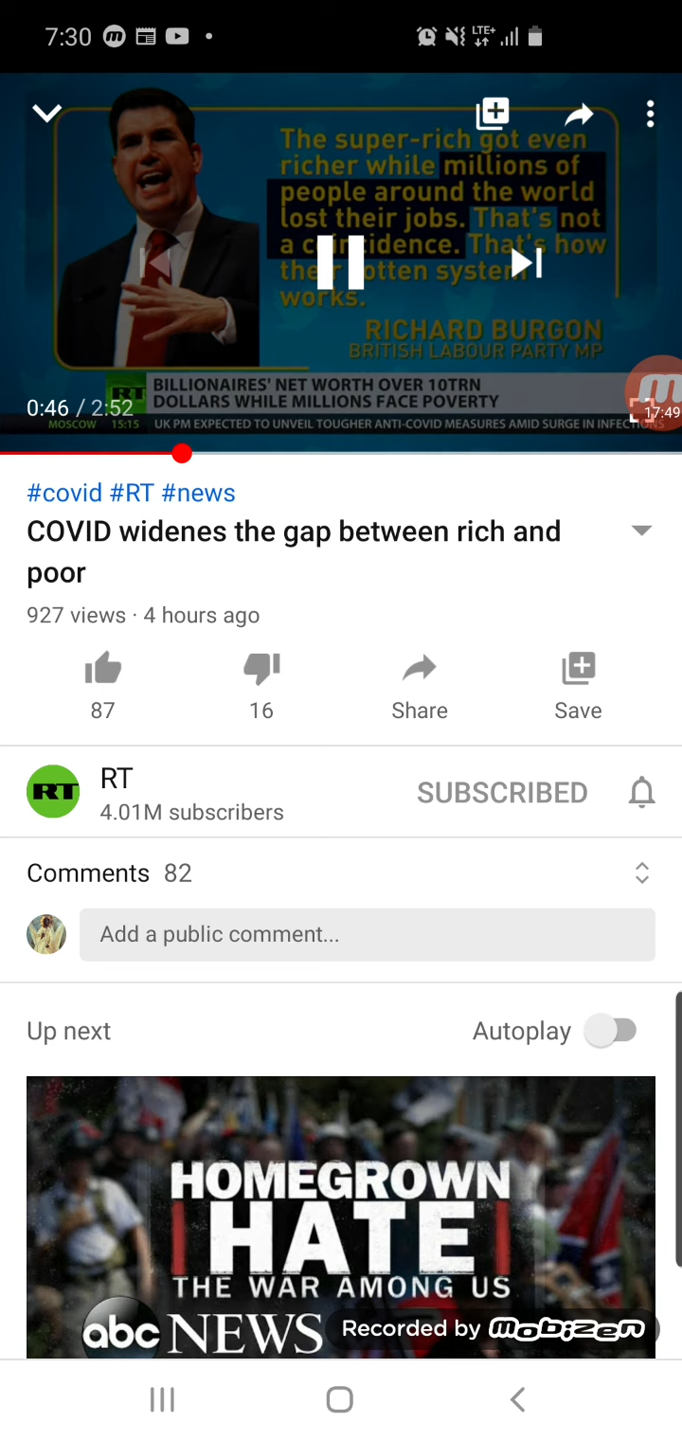 7:30
LTE+
The super-rich got even
richer while millions of
people around the world
lost their jobs. That's not
a coincidence. That's how
the rotten system
works.
RICHARD BURGON
BRITISH LABOUR PARTY MP
RT
BILLIONAIRES' NET WORTH OVER 10TRN
DOLLARS WHILE MILLIONS FACE POVERTY
0:46 / 2:52
17:49
MOSCOW 15:15 UK PM EXPECTED TO UNVEIL TOUGHER ANTI-COVID MEASURES AMID SURGE IN INFECTIONS
#covid #RT #news
COVID widenes the gap between rich and
poor
927 views · 4 hours ago
87
16
Share
Save
RT
RT
4.01M subscribers
SUBSCRIBED
Comments 82
Add a public comment...
Up next
Autoplay
HOMEGROWN
HATE
THE WAR AMONG US
abc NEWS
Recorded by mobizen